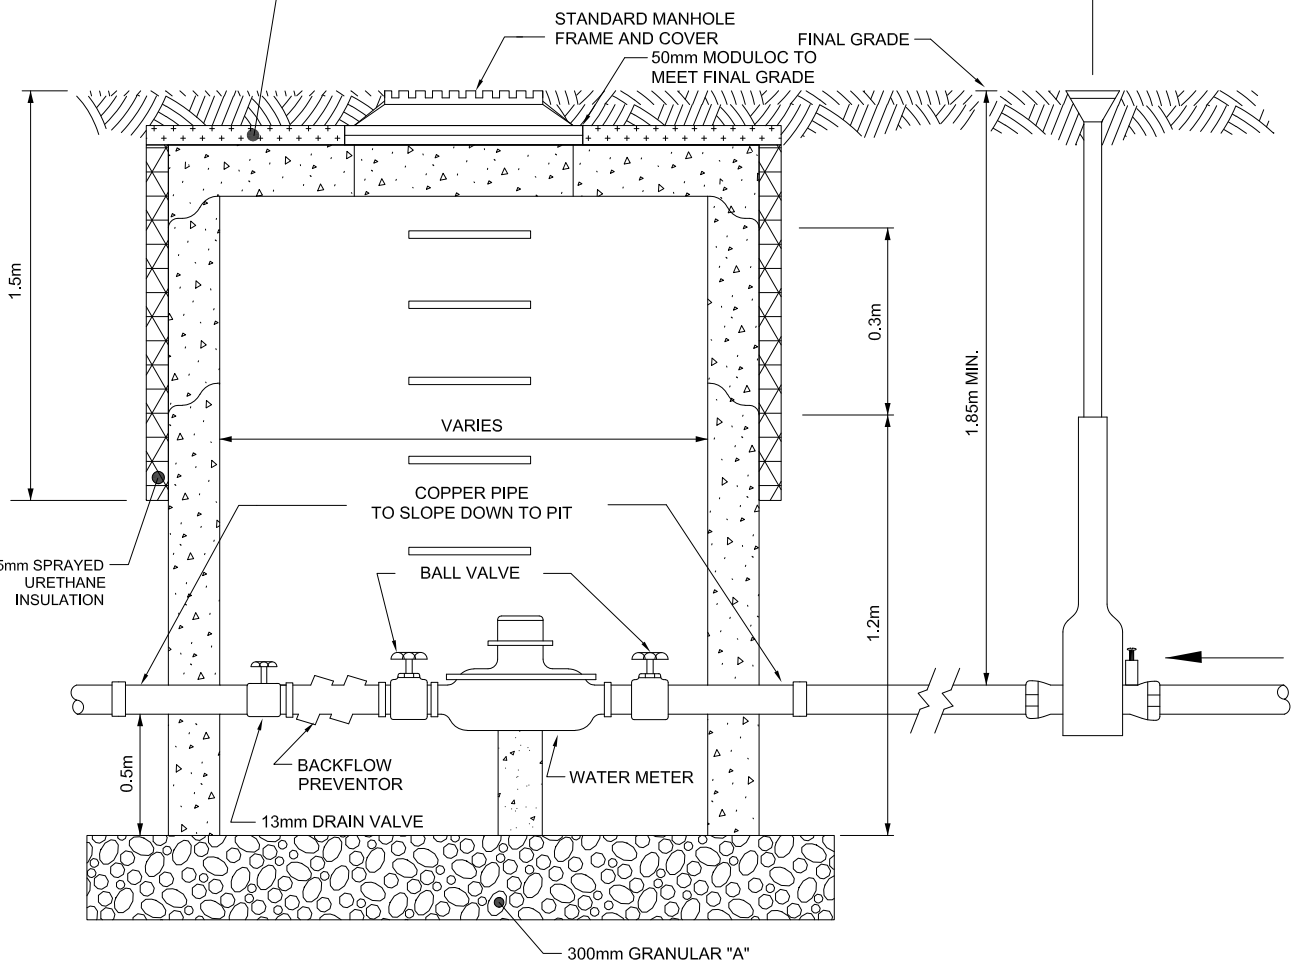 STANDARD MANHOLE
FRAME AND COVER
FINAL GRADE
50mm MODULOC TO
MEET FINAL GRADE
1.5m
0.3m
1.85m MIN.
VARIES
COPPER PIPE
TO SLOPE DOWN TO PIT
5mm SPRAYED
URETHANE
INSULATION
BALL VALVE
1.2m
0.5m
BACKFLOW
PREVENTOR
WATER METER
13mm DRAIN VALVE
300mm GRANULAR "A"